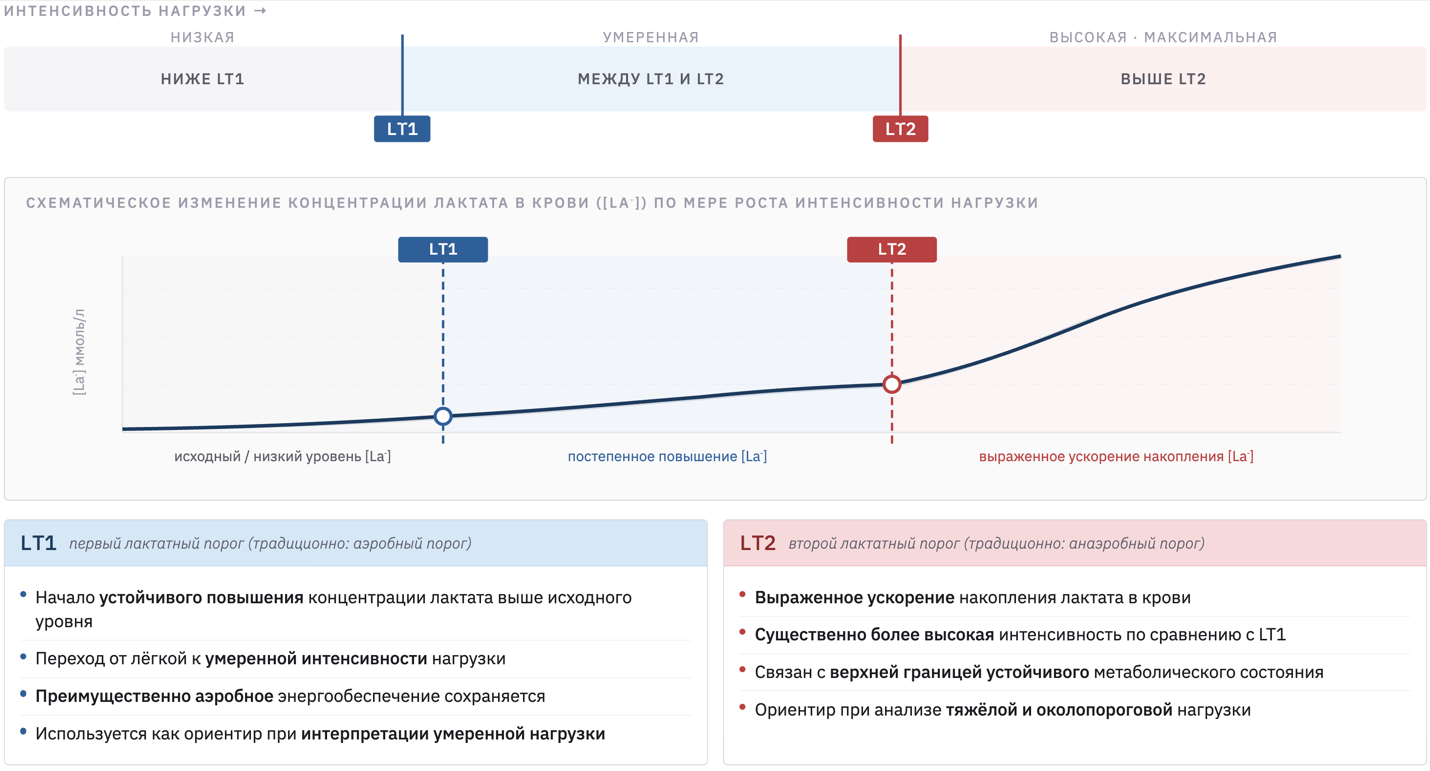 ИНТЕНСИВНОСТЬ НАГРУЗКИ →
НИЗКАЯ
УМЕРЕННАЯ
ВЫСОКАЯ · МАКСИМАЛЬНАЯ
НИЖЕ LT1
МЕЖДУ LT1 И LT2
ВЫШЕ LT2
LT1
LT2
СХЕМАТИЧЕСКОЕ ИЗМЕНЕНИЕ КОНЦЕНТРАЦИИ ЛАКТАТА В КРОВИ ([LA⁻]) ПО МЕРЕ РОСТА ИНТЕНСИВНОСТИ НАГРУЗКИ
LT1
LT2
[La⁻] ммоль/л
исходный / низкий уровень [La⁻]
постепенное повышение [La⁻]
выраженное ускорение накопления [La⁻]
LT1 первый лактатный порог (традиционно: аэробный порог)
Начало устойчивого повышения концентрации лактата выше исходного
уровня
Переход от лёгкой к умеренной интенсивности нагрузки
Преимущественно аэробное энергообеспечение сохраняется
Используется как ориентир при интерпретации умеренной нагрузки
LT2 второй лактатный порог (традиционно: анаэробный порог)
Выраженное ускорение накопления лактата в крови
Существенно более высокая интенсивность по сравнению с LT1
Связан с верхней границей устойчивого метаболического состояния
Ориентир при анализе тяжёлой и околопороговой нагрузки